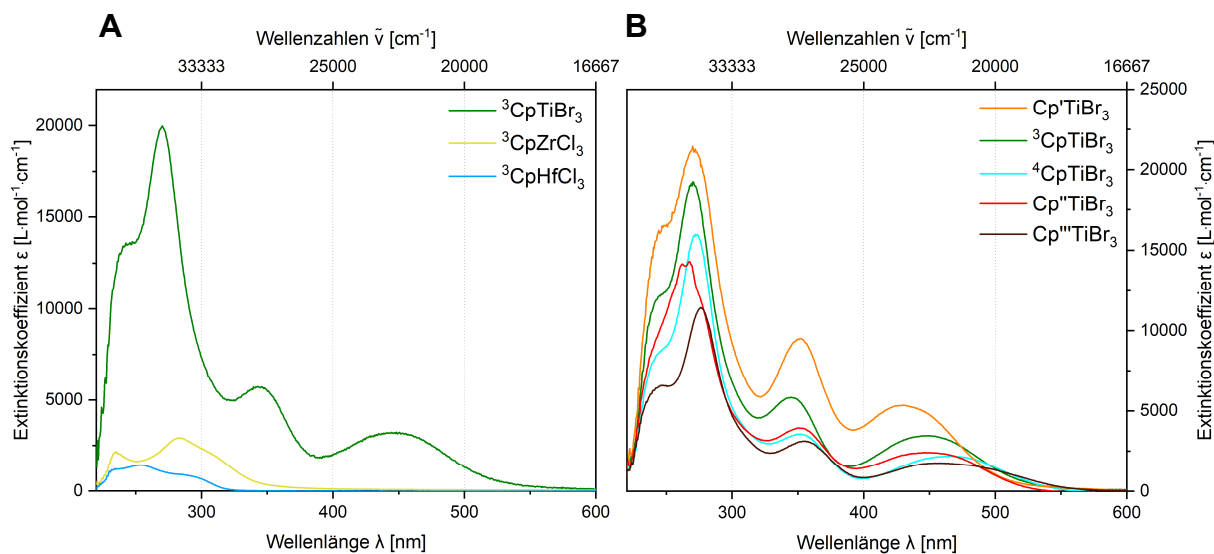 A
Wellenzahlen ν̃ [cm⁻¹]
33333 25000 20000 16667
³CpTiBr₃
³CpZrCl₃
³CpHfCl₃
Extinktionskoeffizient ε [L·mol⁻¹·cm⁻¹]
20000
15000
10000
5000
0
300 400 500 600
Wellenlänge λ [nm]
B
Wellenzahlen ν̃ [cm⁻¹]
33333 25000 20000 16667
Cp'TiBr₃
³CpTiBr₃
⁴CpTiBr₃
Cp''TiBr₃
Cp'''TiBr₃
25000
20000
15000
10000
5000
0
Extinktionskoeffizient ε [L·mol⁻¹·cm⁻¹]
300 400 500 600
Wellenlänge λ [nm]